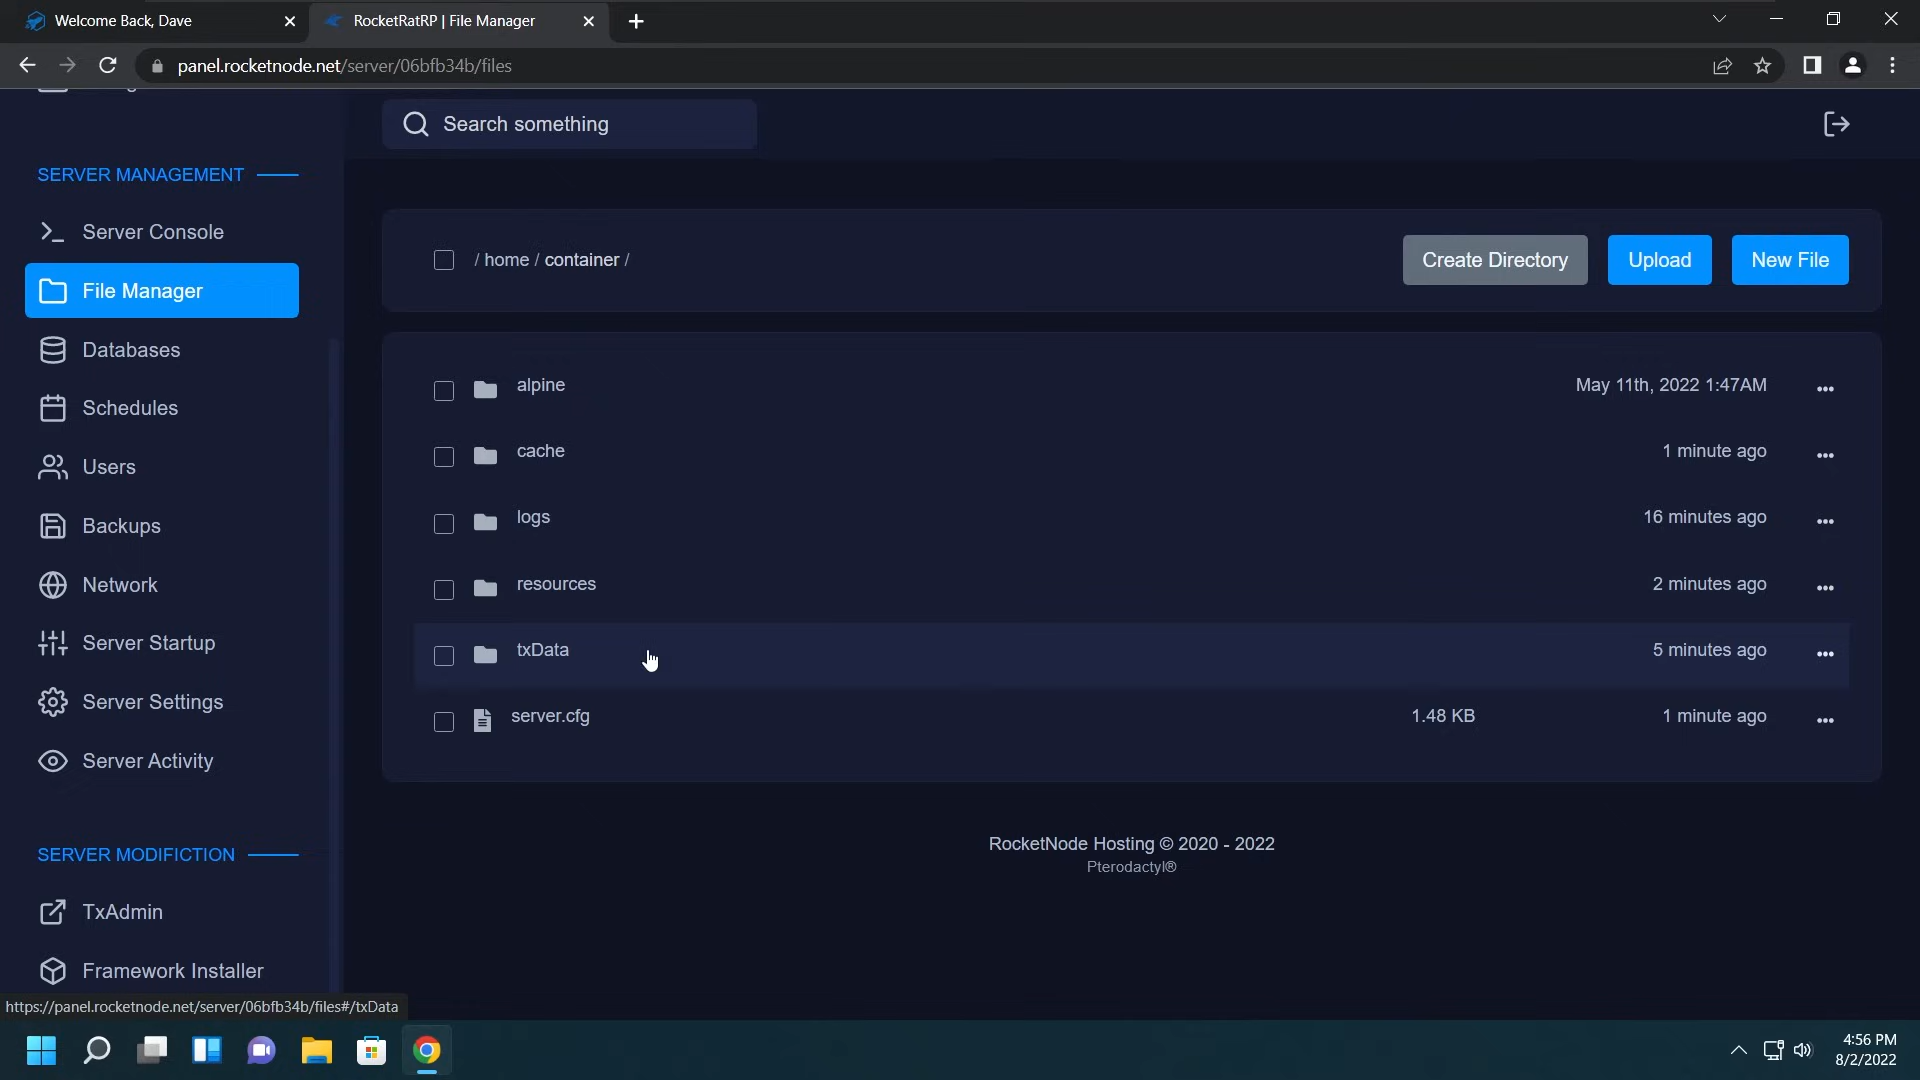 Welcome Back, Dave
RocketRatRP | File Manager
panel.rocketnode.net/server/06bfb34b/files
Search something
SERVER MANAGEMENT
Server Console
File Manager
Databases
Schedules
Users
Backups
Network
Server Startup
Server Settings
Server Activity
SERVER MODIFICTION
TxAdmin
Framework Installer
/ home / container /
Create Directory
Upload
New File
alpine
May 11th, 2022 1:47AM
cache
1 minute ago
logs
16 minutes ago
resources
2 minutes ago
txData
5 minutes ago
server.cfg
1.48 KB
1 minute ago
RocketNode Hosting © 2020 - 2022
Pterodactyl®
https://panel.rocketnode.net/server/06bfb34b/files#/txData
4:56 PM
8/2/2022